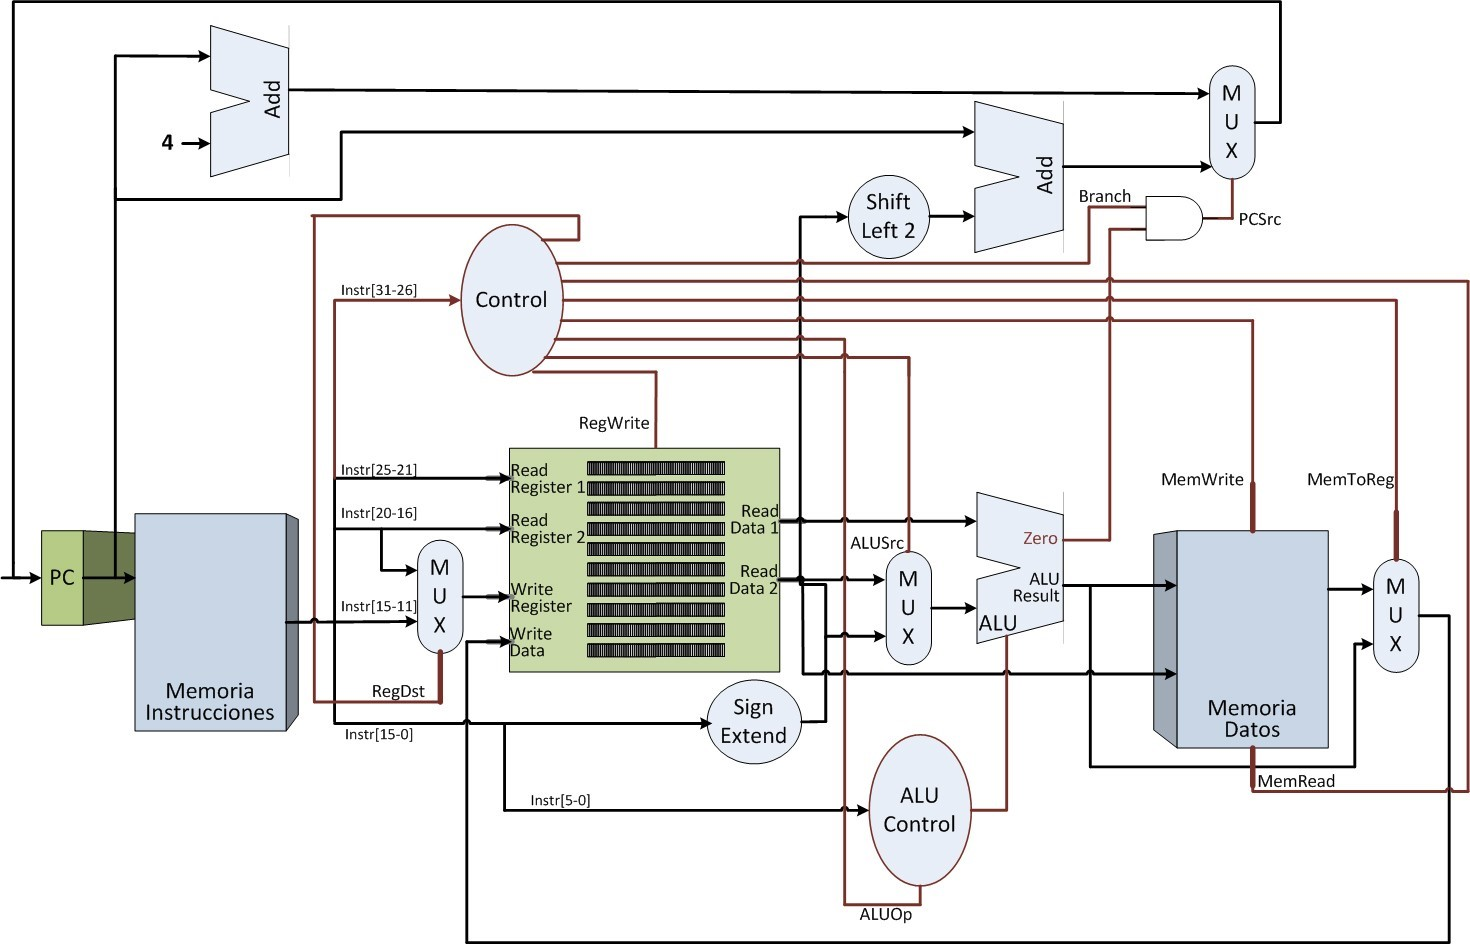 Add
4
M
U
X
Add
Shift
Left 2
Branch
PCSrc
Instr[31-26]
Control
RegWrite
MemWrite
MemToReg
Instr[25-21]
Read
Register 1
Instr[20-16]
Read
Register 2
Read
Data 1
Zero
ALUSrc
PC
M
U
X
Read
Data 2
M
U
X
ALU
Result
ALU
M
U
X
Instr[15-11]
Write
Register
Write
Data
RegDst
Memoria
Instrucciones
Instr[15-0]
Sign
Extend
Memoria
Datos
MemRead
Instr[5-0]
ALU
Control
ALUOp